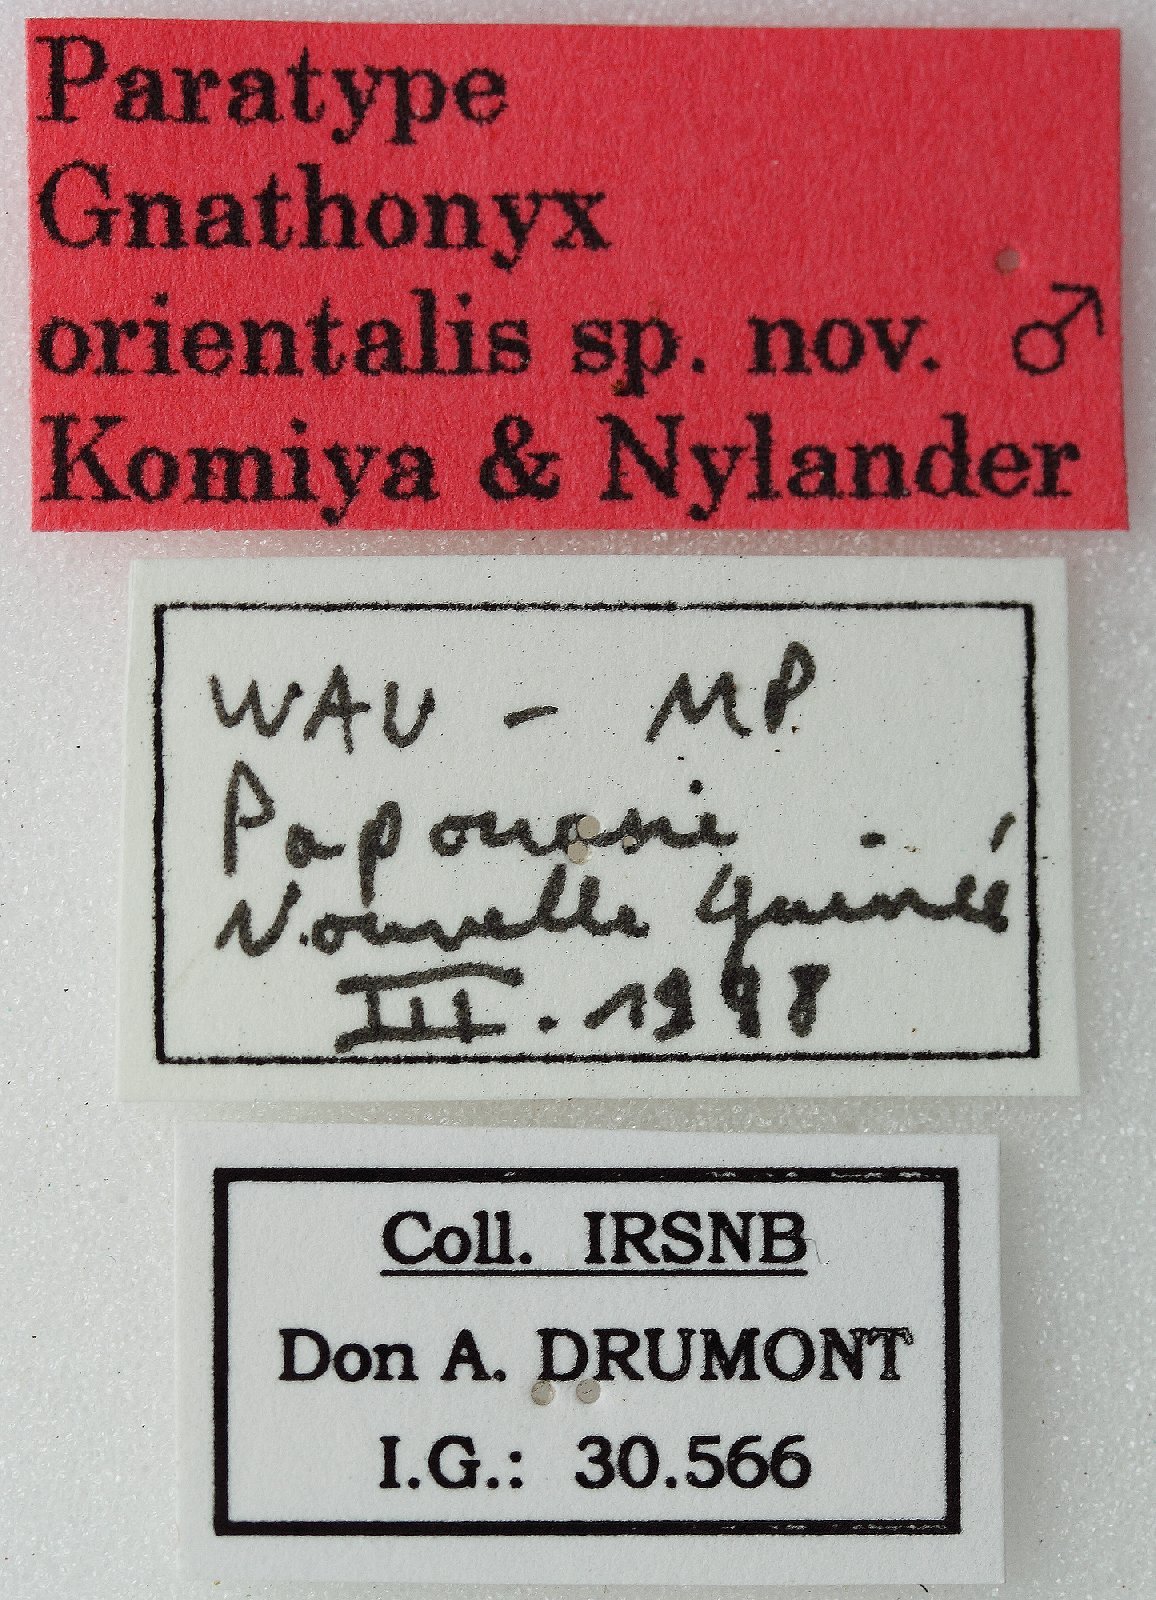 Paratype
Gnathonyx
orientalis sp. nov. ♂
Komiya & Nylander
WAU - MP.
Papouasie -
Nouvelle Guinée
III. 1998
Coll. IRSNB
Don A. DRUMONT
I.G.: 30.566